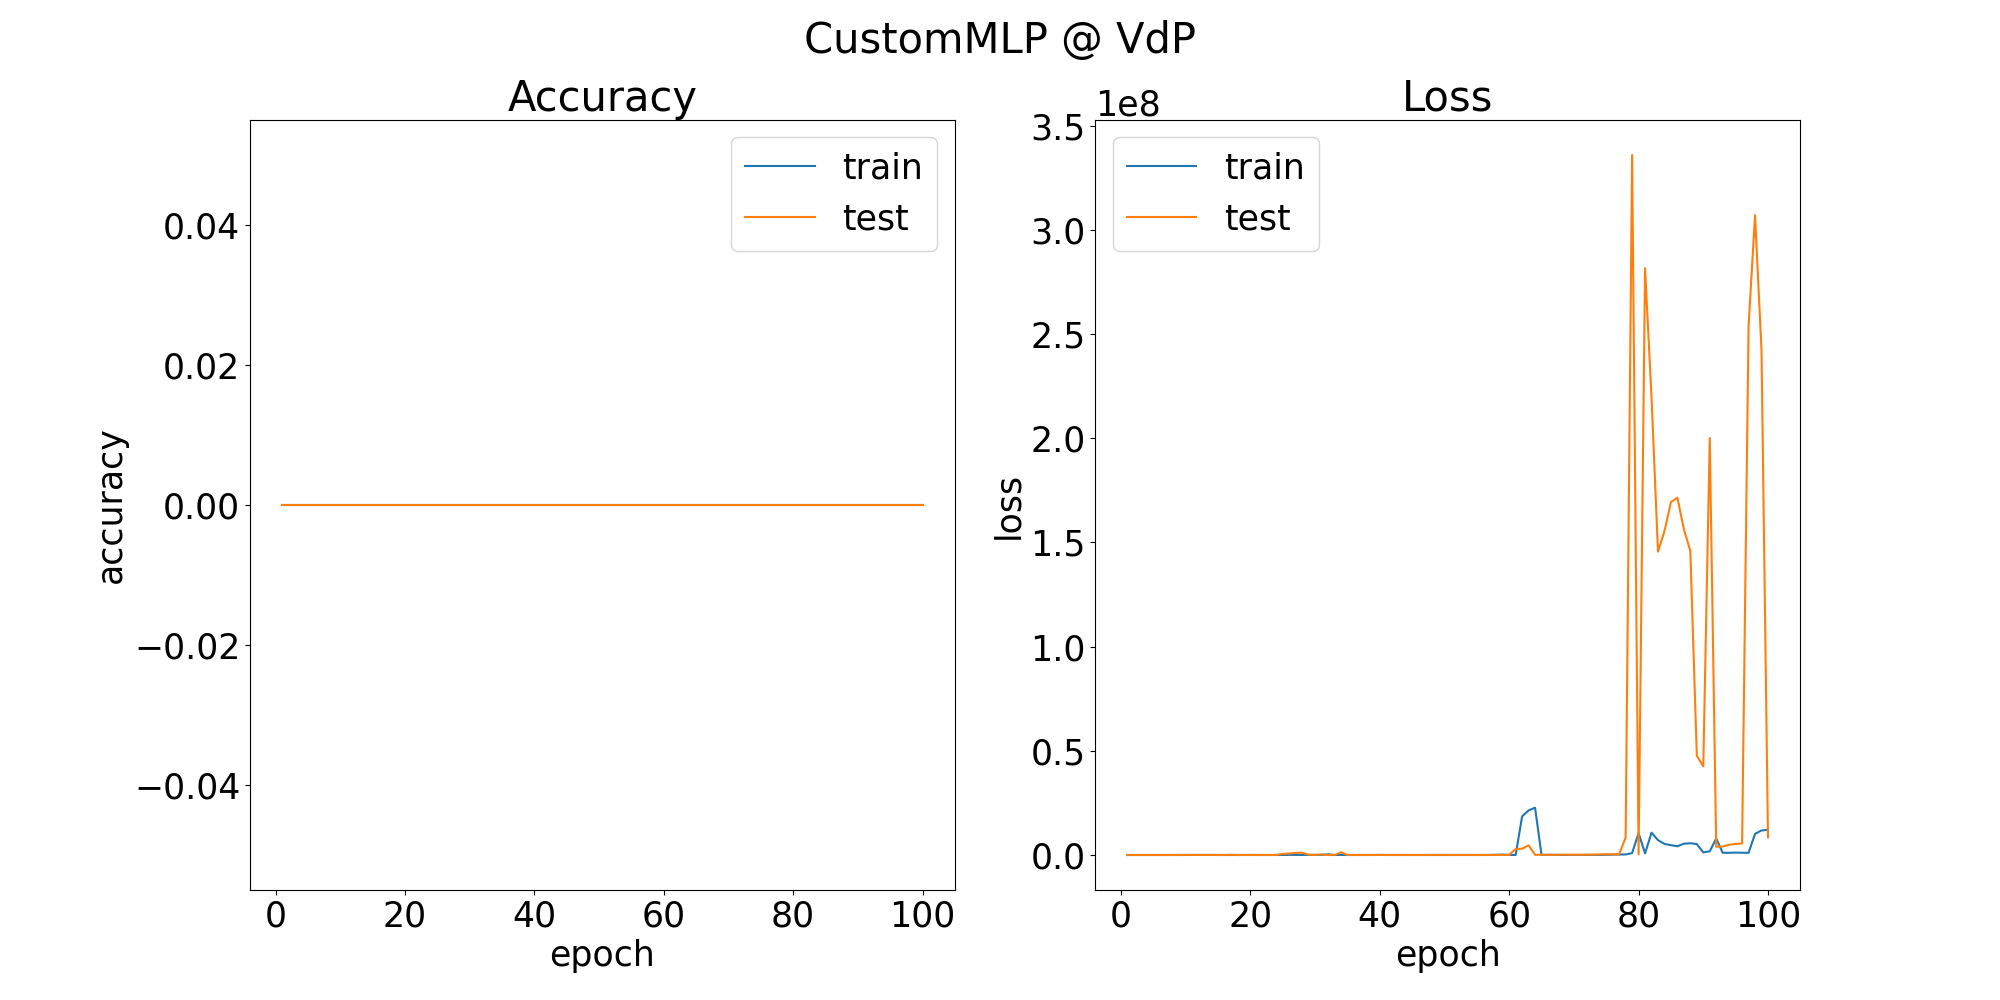 CustomMLP @ VdP
Accuracy
train
test
0.04
0.02
0.00
−0.02
−0.04
accuracy
0 20 40 60 80 100
epoch
Loss
1e8
train
test
3.5
3.0
2.5
2.0
1.5
1.0
0.5
0.0
loss
0 20 40 60 80 100
epoch